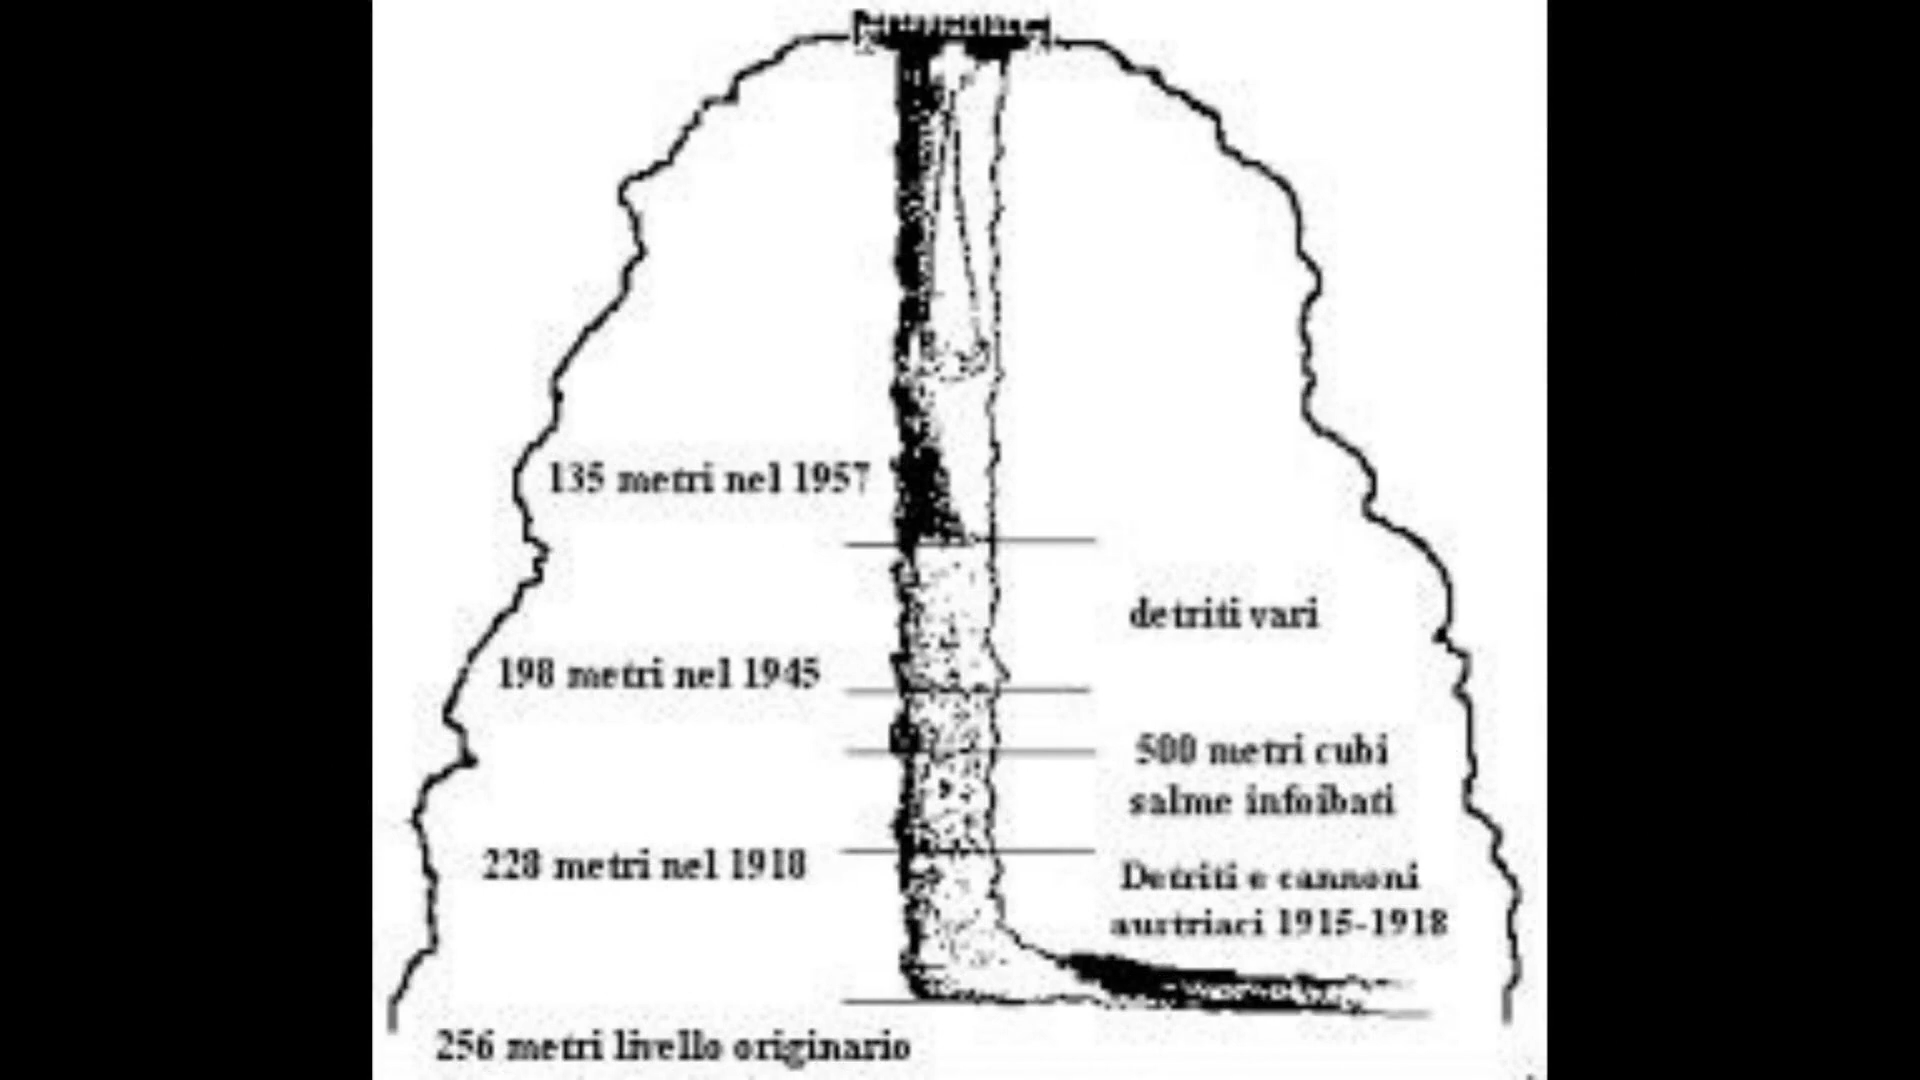 135 metri nel 1957
detriti vari
198 metri nel 1945
500 metri cubi
salme infoibati
228 metri nel 1918
Detriti e cannoni
austriaci 1915-1918
256 metri livello originario